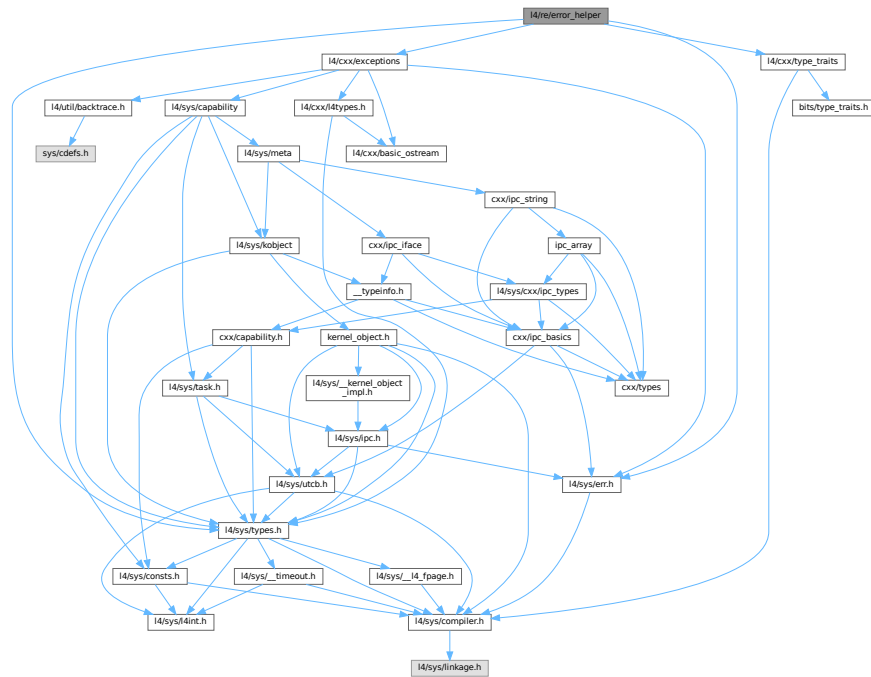 l4/re/error_helper
l4/cxx/exceptions
l4/cxx/type_traits
l4/util/backtrace.h
l4/sys/capability
l4/cxx/l4types.h
bits/type_traits.h
sys/cdefs.h
l4/sys/meta
l4/cxx/basic_ostream
cxx/ipc_string
l4/sys/kobject
cxx/ipc_iface
ipc_array
__typeinfo.h
l4/sys/cxx/ipc_types
cxx/capability.h
kernel_object.h
cxx/ipc_basics
l4/sys/task.h
l4/sys/__kernel_object
_impl.h
cxx/types
l4/sys/ipc.h
l4/sys/utcb.h
l4/sys/err.h
l4/sys/types.h
l4/sys/consts.h
l4/sys/__timeout.h
l4/sys/__l4_fpage.h
l4/sys/l4int.h
l4/sys/compiler.h
l4/sys/linkage.h